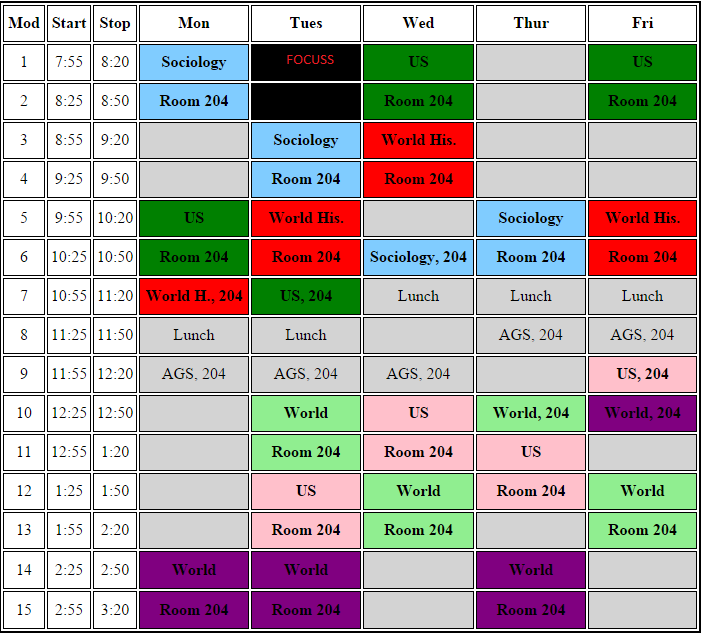 Mod Start Stop Mon Tues Wed Thur Fri
1 7:55 8:20 Sociology FOCUSS US US
2 8:25 8:50 Room 204 Room 204 Room 204
3 8:55 9:20 Sociology World His.
4 9:25 9:50 Room 204 Room 204
5 9:55 10:20 US World His. Sociology World His.
6 10:25 10:50 Room 204 Room 204 Sociology, 204 Room 204 Room 204
7 10:55 11:20 World H., 204 US, 204 Lunch Lunch Lunch
8 11:25 11:50 Lunch Lunch AGS, 204 AGS, 204
9 11:55 12:20 AGS, 204 AGS, 204 AGS, 204 US, 204
10 12:25 12:50 World US World, 204 World, 204
11 12:55 1:20 Room 204 Room 204 US
12 1:25 1:50 US World Room 204 World
13 1:55 2:20 Room 204 Room 204 Room 204
14 2:25 2:50 World World World
15 2:55 3:20 Room 204 Room 204 Room 204